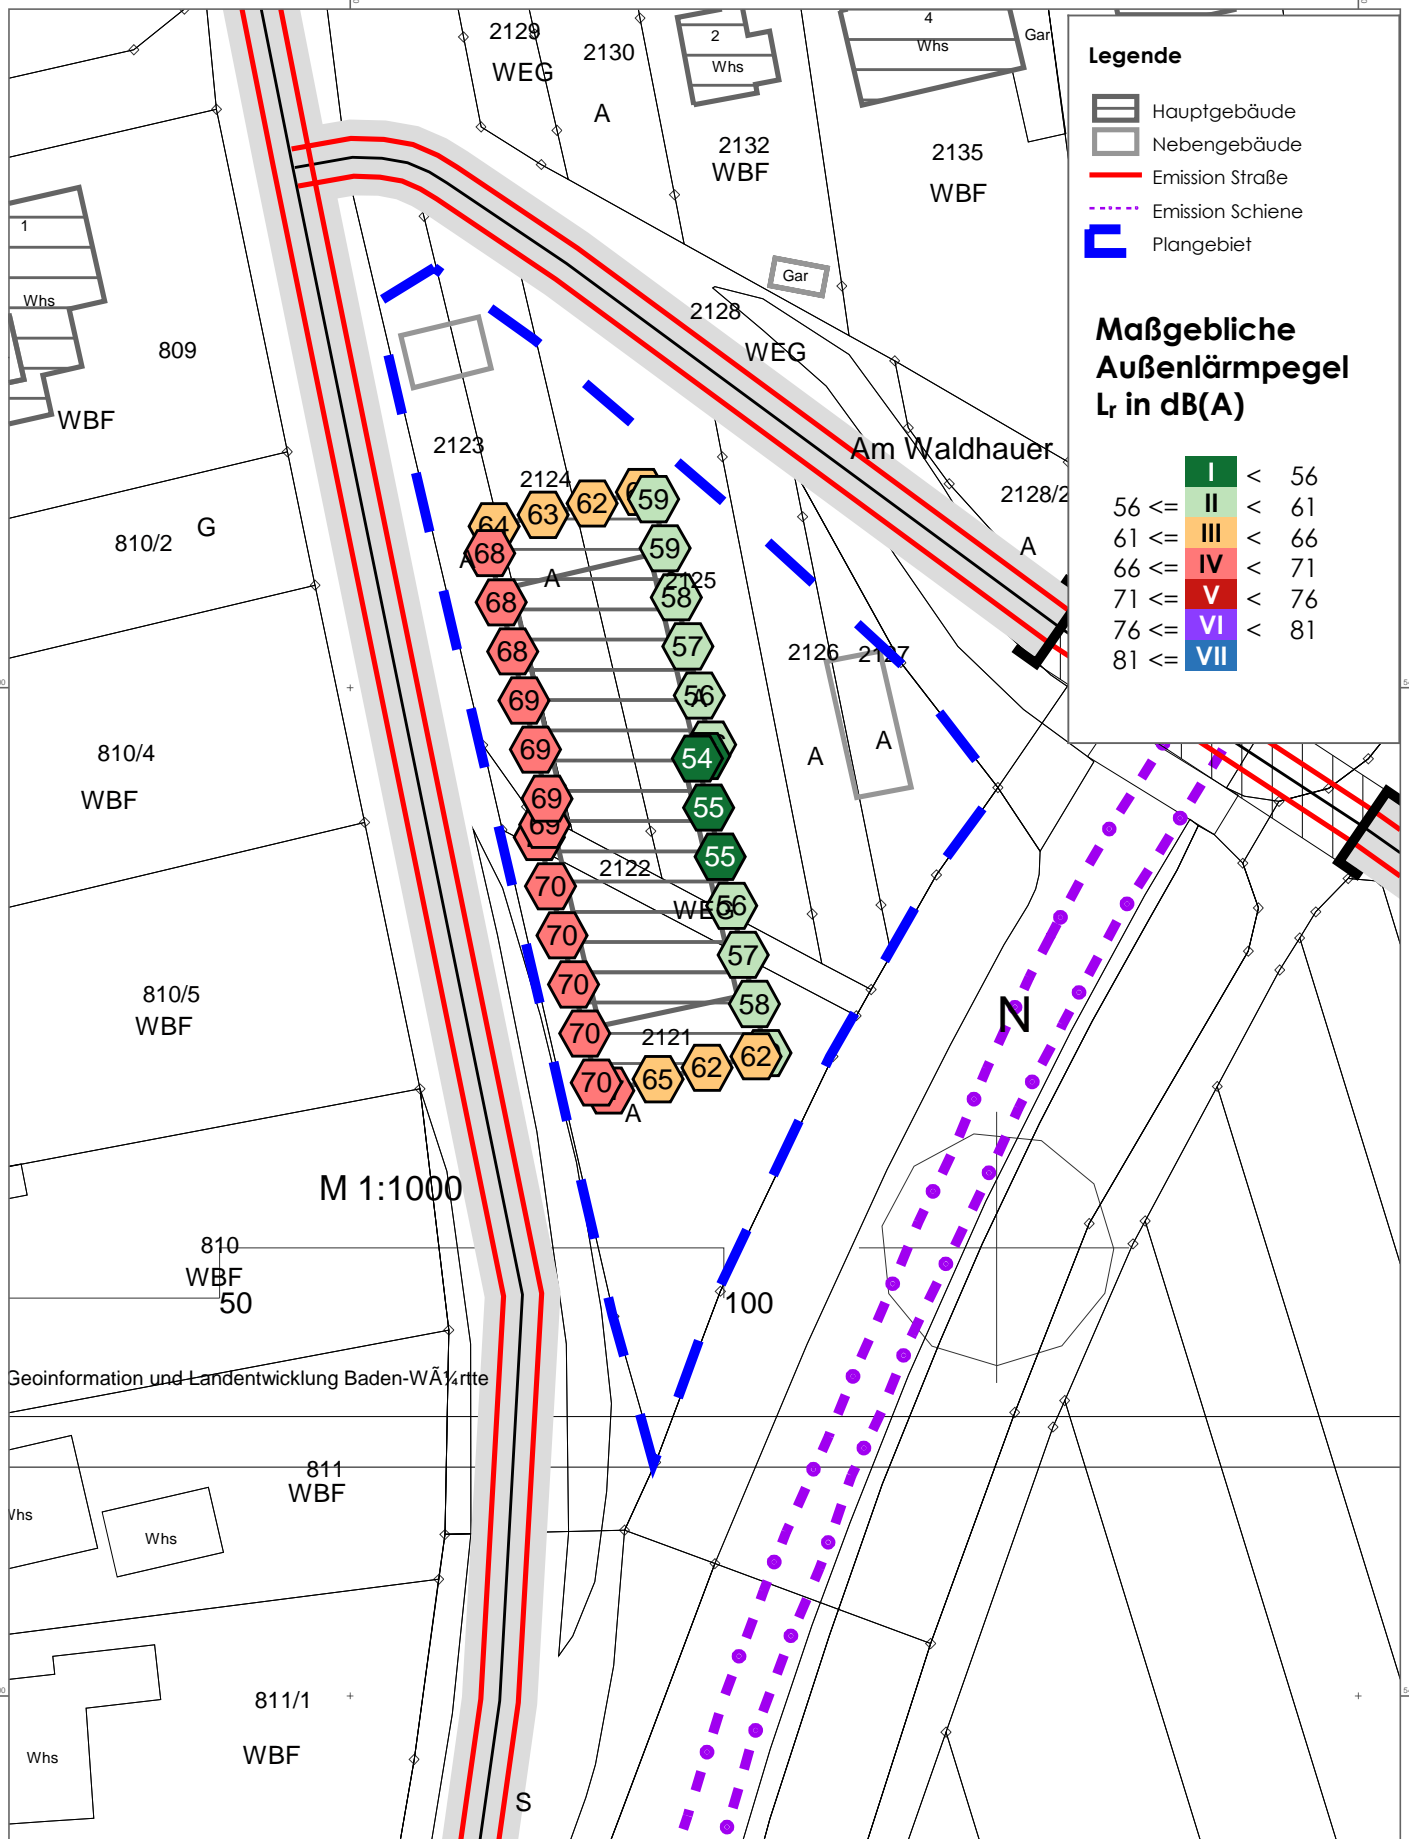 2129
WEG
2130
A
2
Whs
4
Whs
Gar
2132
WBF
2135
WBF
Legende
Hauptgebäude
Nebengebäude
Emission Straße
Emission Schiene
Plangebiet
Maßgebliche
Außenlärmpegel
Lr in dB(A)
I < 56
56 <= II < 61
61 <= III < 66
66 <= IV < 71
71 <= V < 76
76 <= VI < 81
81 <= VII
1
Whs
809
WBF
Gar
2128
WEG
2123
2124
Am Waldhauer
2128/2
A
810/2
G
64
63
62
59
68
59
A
2125
68
58
68
57
2126
2127
69
56
A
A
A
69
54
69
55
69
55
2122
70
WEG
56
70
57
70
58
70
2121
62
62
65
70
A
810/4
WBF
810/5
WBF
N
M 1:1000
810
WBF
50
100
Geoinformation und Landentwicklung Baden-WÃ¼rtte
811
WBF
Whs
Whs
811/1
WBF
Whs
S